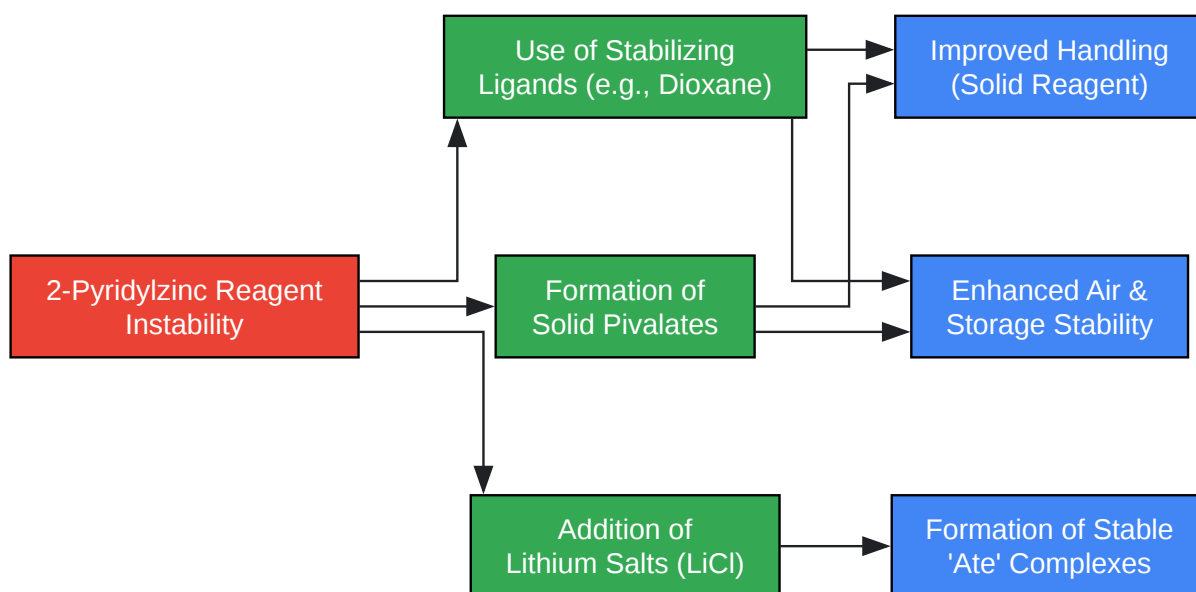 Use of Stabilizing
Ligands (e.g., Dioxane)
Improved Handling
(Solid Reagent)
2-Pyridylzinc Reagent
Instability
Formation of
Solid Pivalates
Enhanced Air &
Storage Stability
Addition of
Lithium Salts (LiCl)
Formation of Stable
'Ate' Complexes